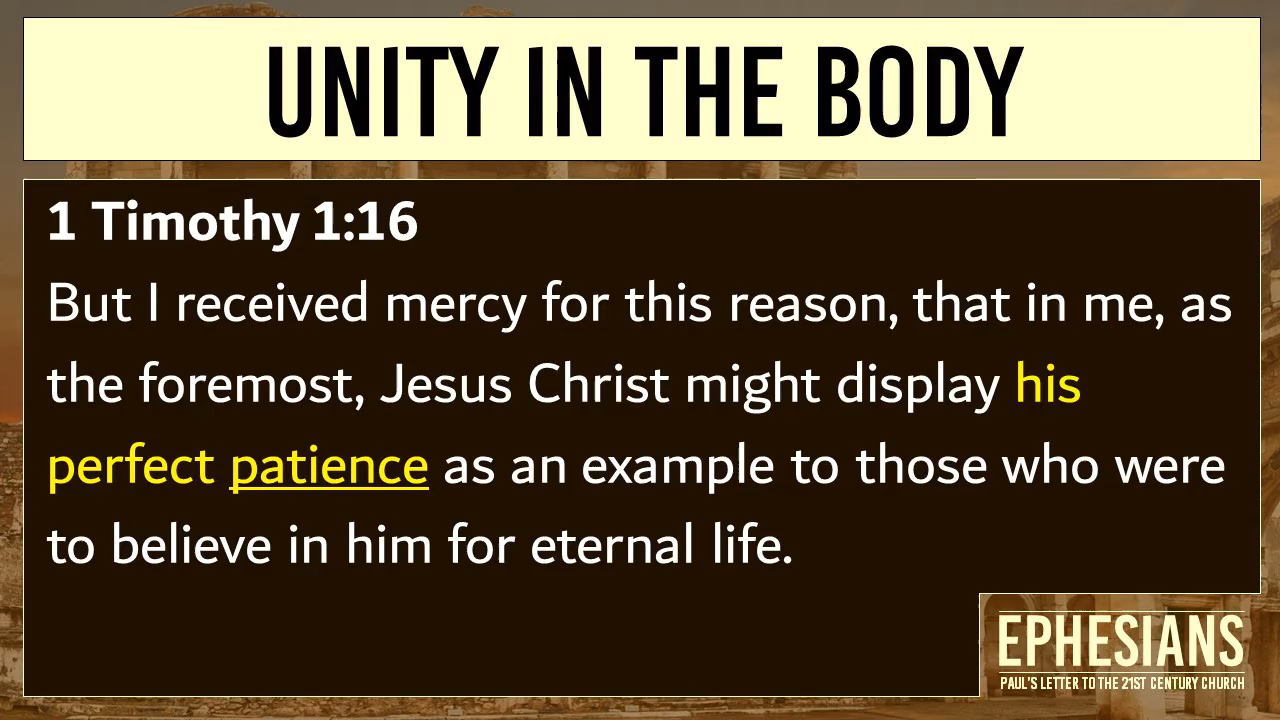 UNITY IN THE BODY
1 Timothy 1:16
But I received mercy for this reason, that in me, as
the foremost, Jesus Christ might display his
perfect patience as an example to those who were
to believe in him for eternal life.
EPHESIANS
PAUL'S LETTER TO THE 21ST CENTURY CHURCH